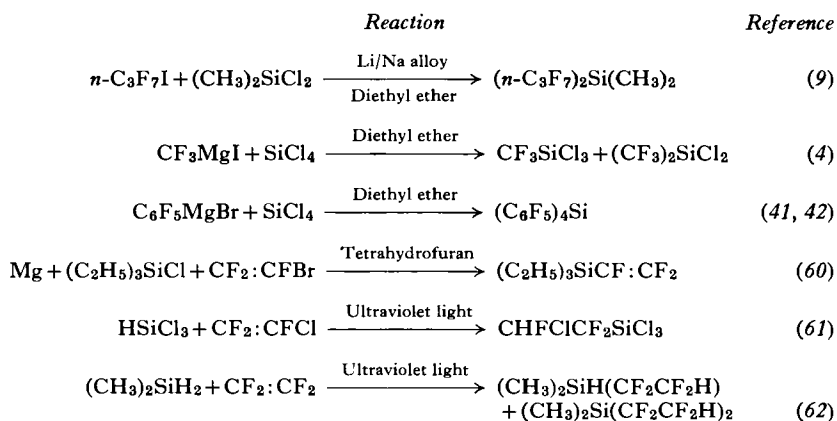 Reaction Reference
Li/Na alloy
n-C3F7I + (CH3)2SiCl2 ⟶ (n-C3F7)2Si(CH3)2 (9)
Diethyl ether
Diethyl ether
CF3MgI + SiCl4 ⟶ CF3SiCl3 + (CF3)2SiCl2 (4)
Diethyl ether
C6F5MgBr + SiCl4 ⟶ (C6F5)4Si (41, 42)
Tetrahydrofuran
Mg + (C2H5)3SiCl + CF2:CFBr ⟶ (C2H5)3SiCF:CF2 (60)
Ultraviolet light
HSiCl3 + CF2:CFCl ⟶ CHFClCF2SiCl3 (61)
Ultraviolet light
(CH3)2SiH2 + CF2:CF2 ⟶ (CH3)2SiH(CF2CF2H)
+ (CH3)2Si(CF2CF2H)2 (62)